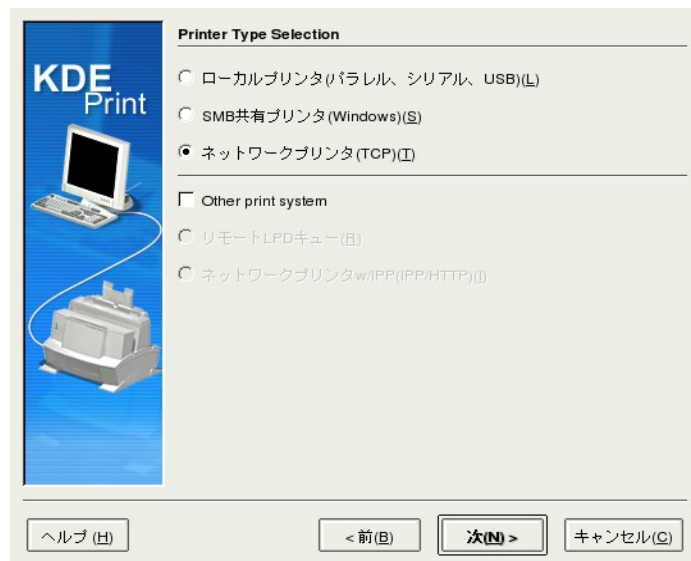 Printer Type Selection
KDE
Print
ローカルプリンタ(パラレル、シリアル、USB)(L)
SMB共有プリンタ(Windows)(S)
ネットワークプリンタ(TCP)(T)
Other print system
リモートLPDキュー(R)
ネットワークプリンタw/IPP(IPP/HTTP)(I)
ヘルプ (H)
< 前(B)
次(N) >
キャンセル(C)